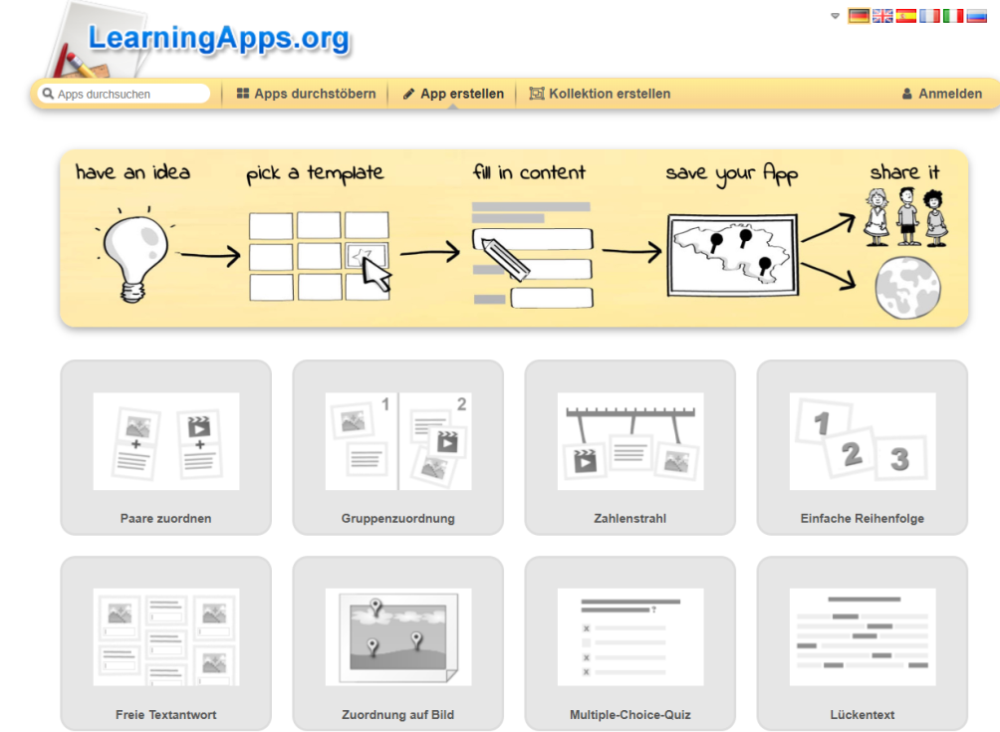 LearningApps.org
Apps durchsuchen
Apps durchstöbern
App erstellen
Kollektion erstellen
Anmelden
have an idea
pick a template
fill in content
save your App
share it
1
2
1
2
3
Paare zuordnen
Gruppenzuordnung
Zahlenstrahl
Einfache Reihenfolge
?
x
x
x
Freie Textantwort
Zuordnung auf Bild
Multiple-Choice-Quiz
Lückentext